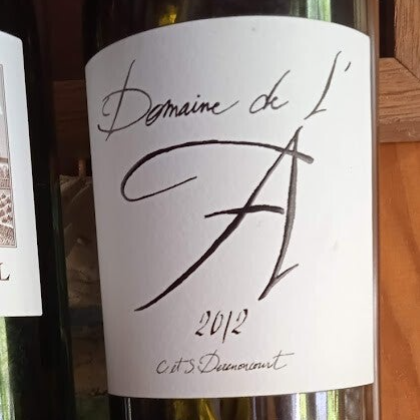 Domaine de L'
A
2012
C et S Derenoncourt
L